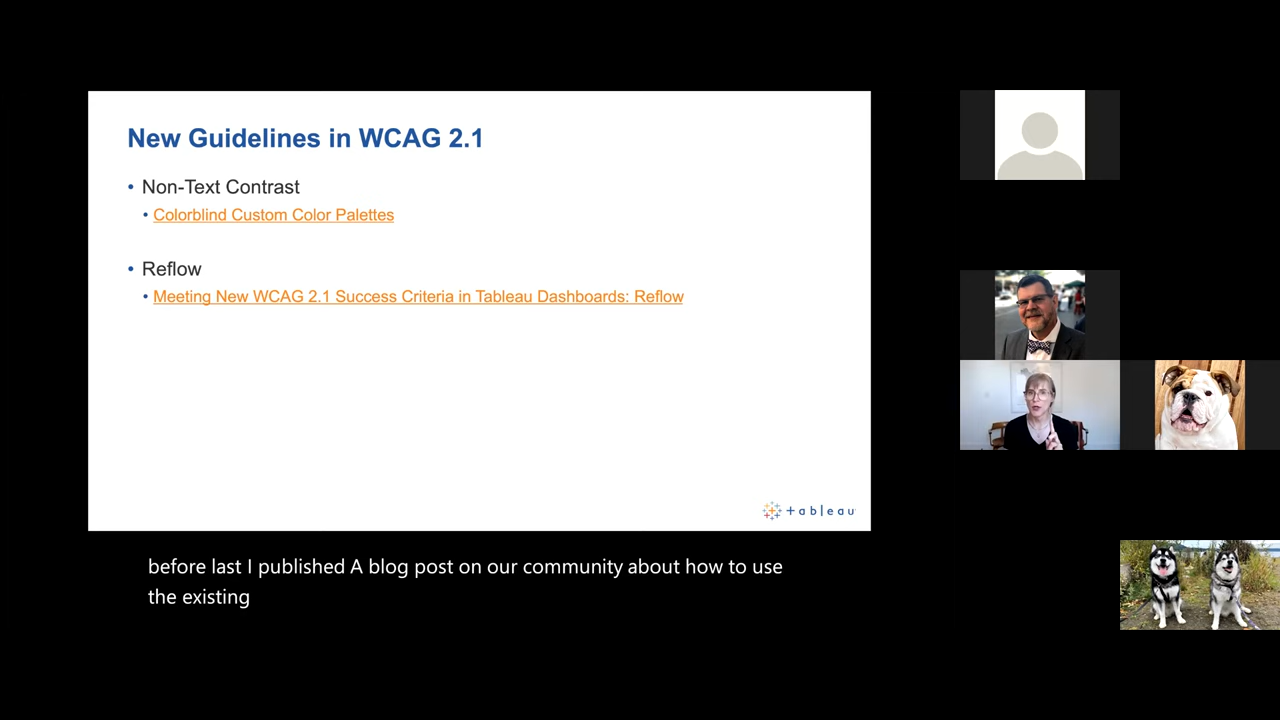 New Guidelines in WCAG 2.1
• Non-Text Contrast
• Colorblind Custom Color Palettes
• Reflow
• Meeting New WCAG 2.1 Success Criteria in Tableau Dashboards: Reflow
+ableau
before last I published A blog post on our community about how to use
the existing